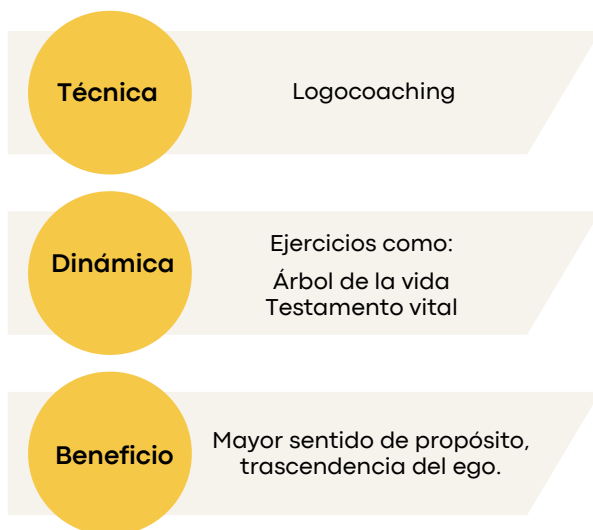 Técnica
Logocoaching
Dinámica
Ejercicios como:
Árbol de la vida
Testamento vital
Beneficio
Mayor sentido de propósito,
trascendencia del ego.